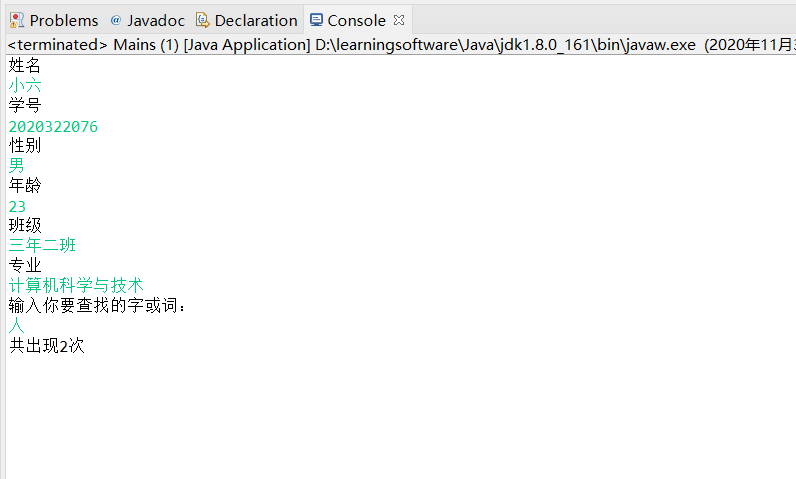 Problems @ Javadoc Declaration Console
<terminated> Mains (1) [Java Application] D:\learningsoftware\Java\jdk1.8.0_161\bin\javaw.exe (2020年11月
姓名
小六
学号
2020322076
性别
男
年龄
23
班级
三年二班
专业
计算机科学与技术
输入你要查找的字或词：
人
共出现2次